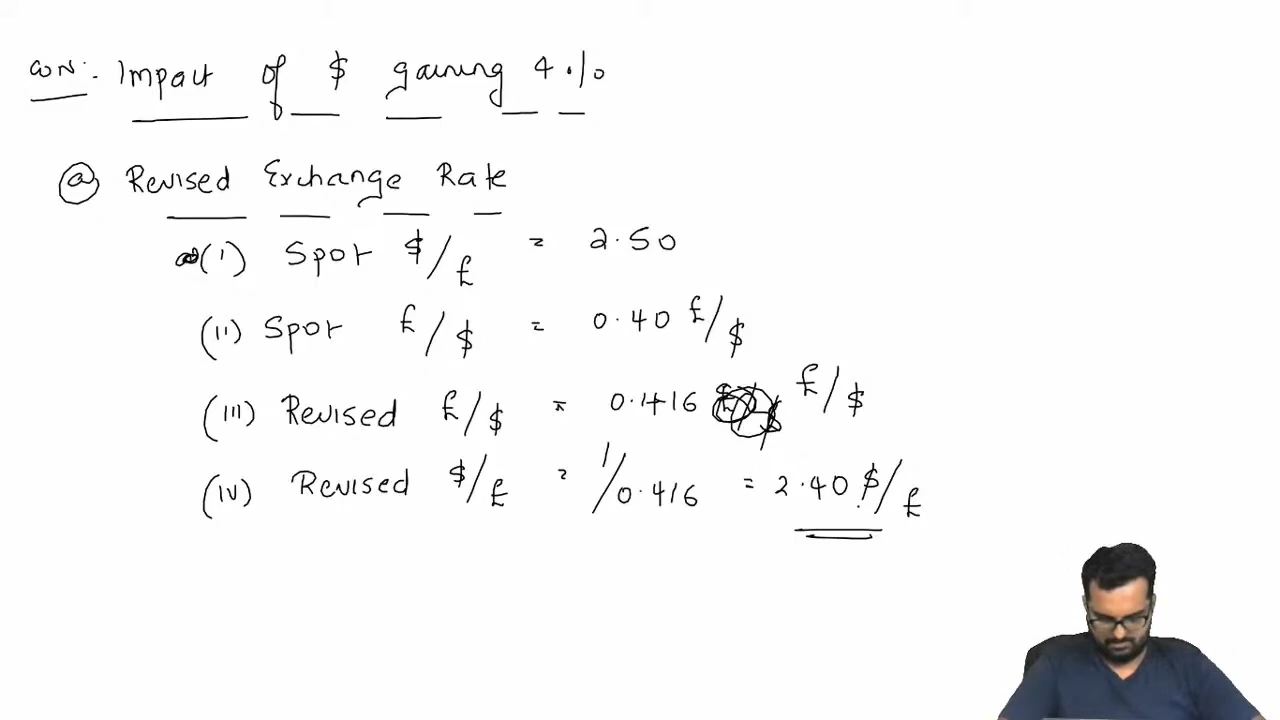 WN:- Impact of $ gaining 4%
(a) Revised Exchange Rate
(i) Spot $/£ = 2.50
(ii) Spot £/$ = 0.40 £/$
(iii) Revised £/$ = 0.416 £/$
(iv) Revised $/£ = 1/0.416 = 2.40 $/£